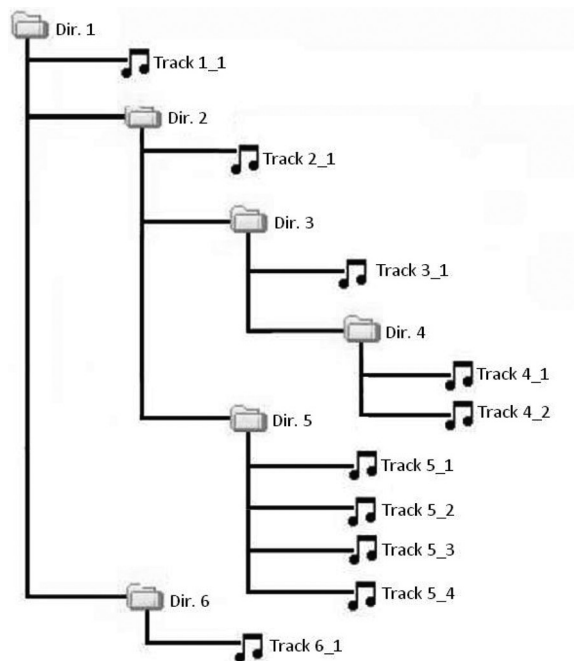 Dir. 1
Track 1_1
Dir. 2
Track 2_1
Dir. 3
Track 3_1
Dir. 4
Track 4_1
Track 4_2
Dir. 5
Track 5_1
Track 5_2
Track 5_3
Track 5_4
Dir. 6
Track 6_1